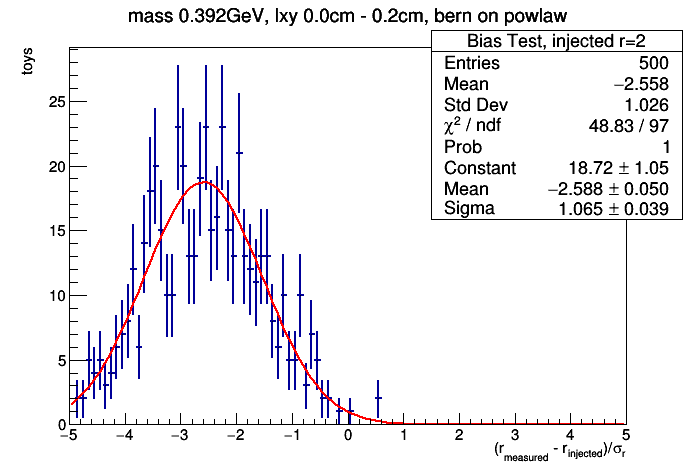 mass 0.392GeV, lxy 0.0cm - 0.2cm, bern on powlaw
Bias Test, injected r=2
Entries 500
Mean −2.558
Std Dev 1.026
χ² / ndf 48.83 / 97
Prob 1
Constant 18.72 ± 1.05
Mean −2.588 ± 0.050
Sigma 1.065 ± 0.039
toys
25
20
15
10
5
0
−5 −4 −3 −2 −1 0 1 2 3 4 5
(r_measured - r_injected)/σ_r